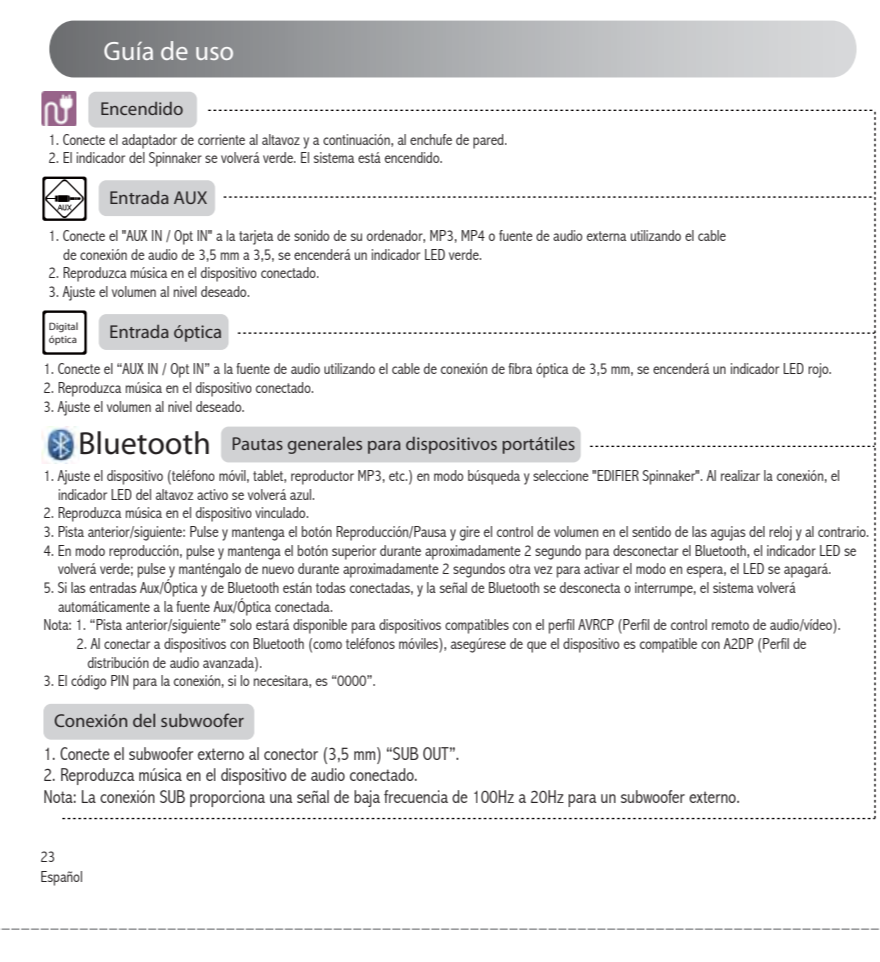 Guía de uso
Encendido
1. Conecte el adaptador de corriente al altavoz y a continuación, al enchufe de pared.
2. El indicador del Spinnaker se volverá verde. El sistema está encendido.
AUX
Entrada AUX
1. Conecte el "AUX IN / Opt IN" a la tarjeta de sonido de su ordenador, MP3, MP4 o fuente de audio externa utilizando el cable
de conexión de audio de 3,5 mm a 3,5, se encenderá un indicador LED verde.
2. Reproduzca música en el dispositivo conectado.
3. Ajuste el volumen al nivel deseado.
Digital
óptica
Entrada óptica
1. Conecte el “AUX IN / Opt IN” a la fuente de audio utilizando el cable de conexión de fibra óptica de 3,5 mm, se encenderá un indicador LED rojo.
2. Reproduzca música en el dispositivo conectado.
3. Ajuste el volumen al nivel deseado.
Bluetooth Pautas generales para dispositivos portátiles
1. Ajuste el dispositivo (teléfono móvil, tablet, reproductor MP3, etc.) en modo búsqueda y seleccione "EDIFIER Spinnaker". Al realizar la conexión, el
indicador LED del altavoz activo se volverá azul.
2. Reproduzca música en el dispositivo vinculado.
3. Pista anterior/siguiente: Pulse y mantenga el botón Reproducción/Pausa y gire el control de volumen en el sentido de las agujas del reloj y al contrario.
4. En modo reproducción, pulse y mantenga el botón superior durante aproximadamente 2 segundo para desconectar el Bluetooth, el indicador LED se
volverá verde; pulse y manténgalo de nuevo durante aproximadamente 2 segundos otra vez para activar el modo en espera, el LED se apagará.
5. Si las entradas Aux/Óptica y de Bluetooth están todas conectadas, y la señal de Bluetooth se desconecta o interrumpe, el sistema volverá
automáticamente a la fuente Aux/Óptica conectada.
Nota: 1. “Pista anterior/siguiente” solo estará disponible para dispositivos compatibles con el perfil AVRCP (Perfil de control remoto de audio/vídeo).
2. Al conectar a dispositivos con Bluetooth (como teléfonos móviles), asegúrese de que el dispositivo es compatible con A2DP (Perfil de
distribución de audio avanzada).
3. El código PIN para la conexión, si lo necesitara, es “0000”.
Conexión del subwoofer
1. Conecte el subwoofer externo al conector (3,5 mm) “SUB OUT”.
2. Reproduzca música en el dispositivo de audio conectado.
Nota: La conexión SUB proporciona una señal de baja frecuencia de 100Hz a 20Hz para un subwoofer externo.
23
Español